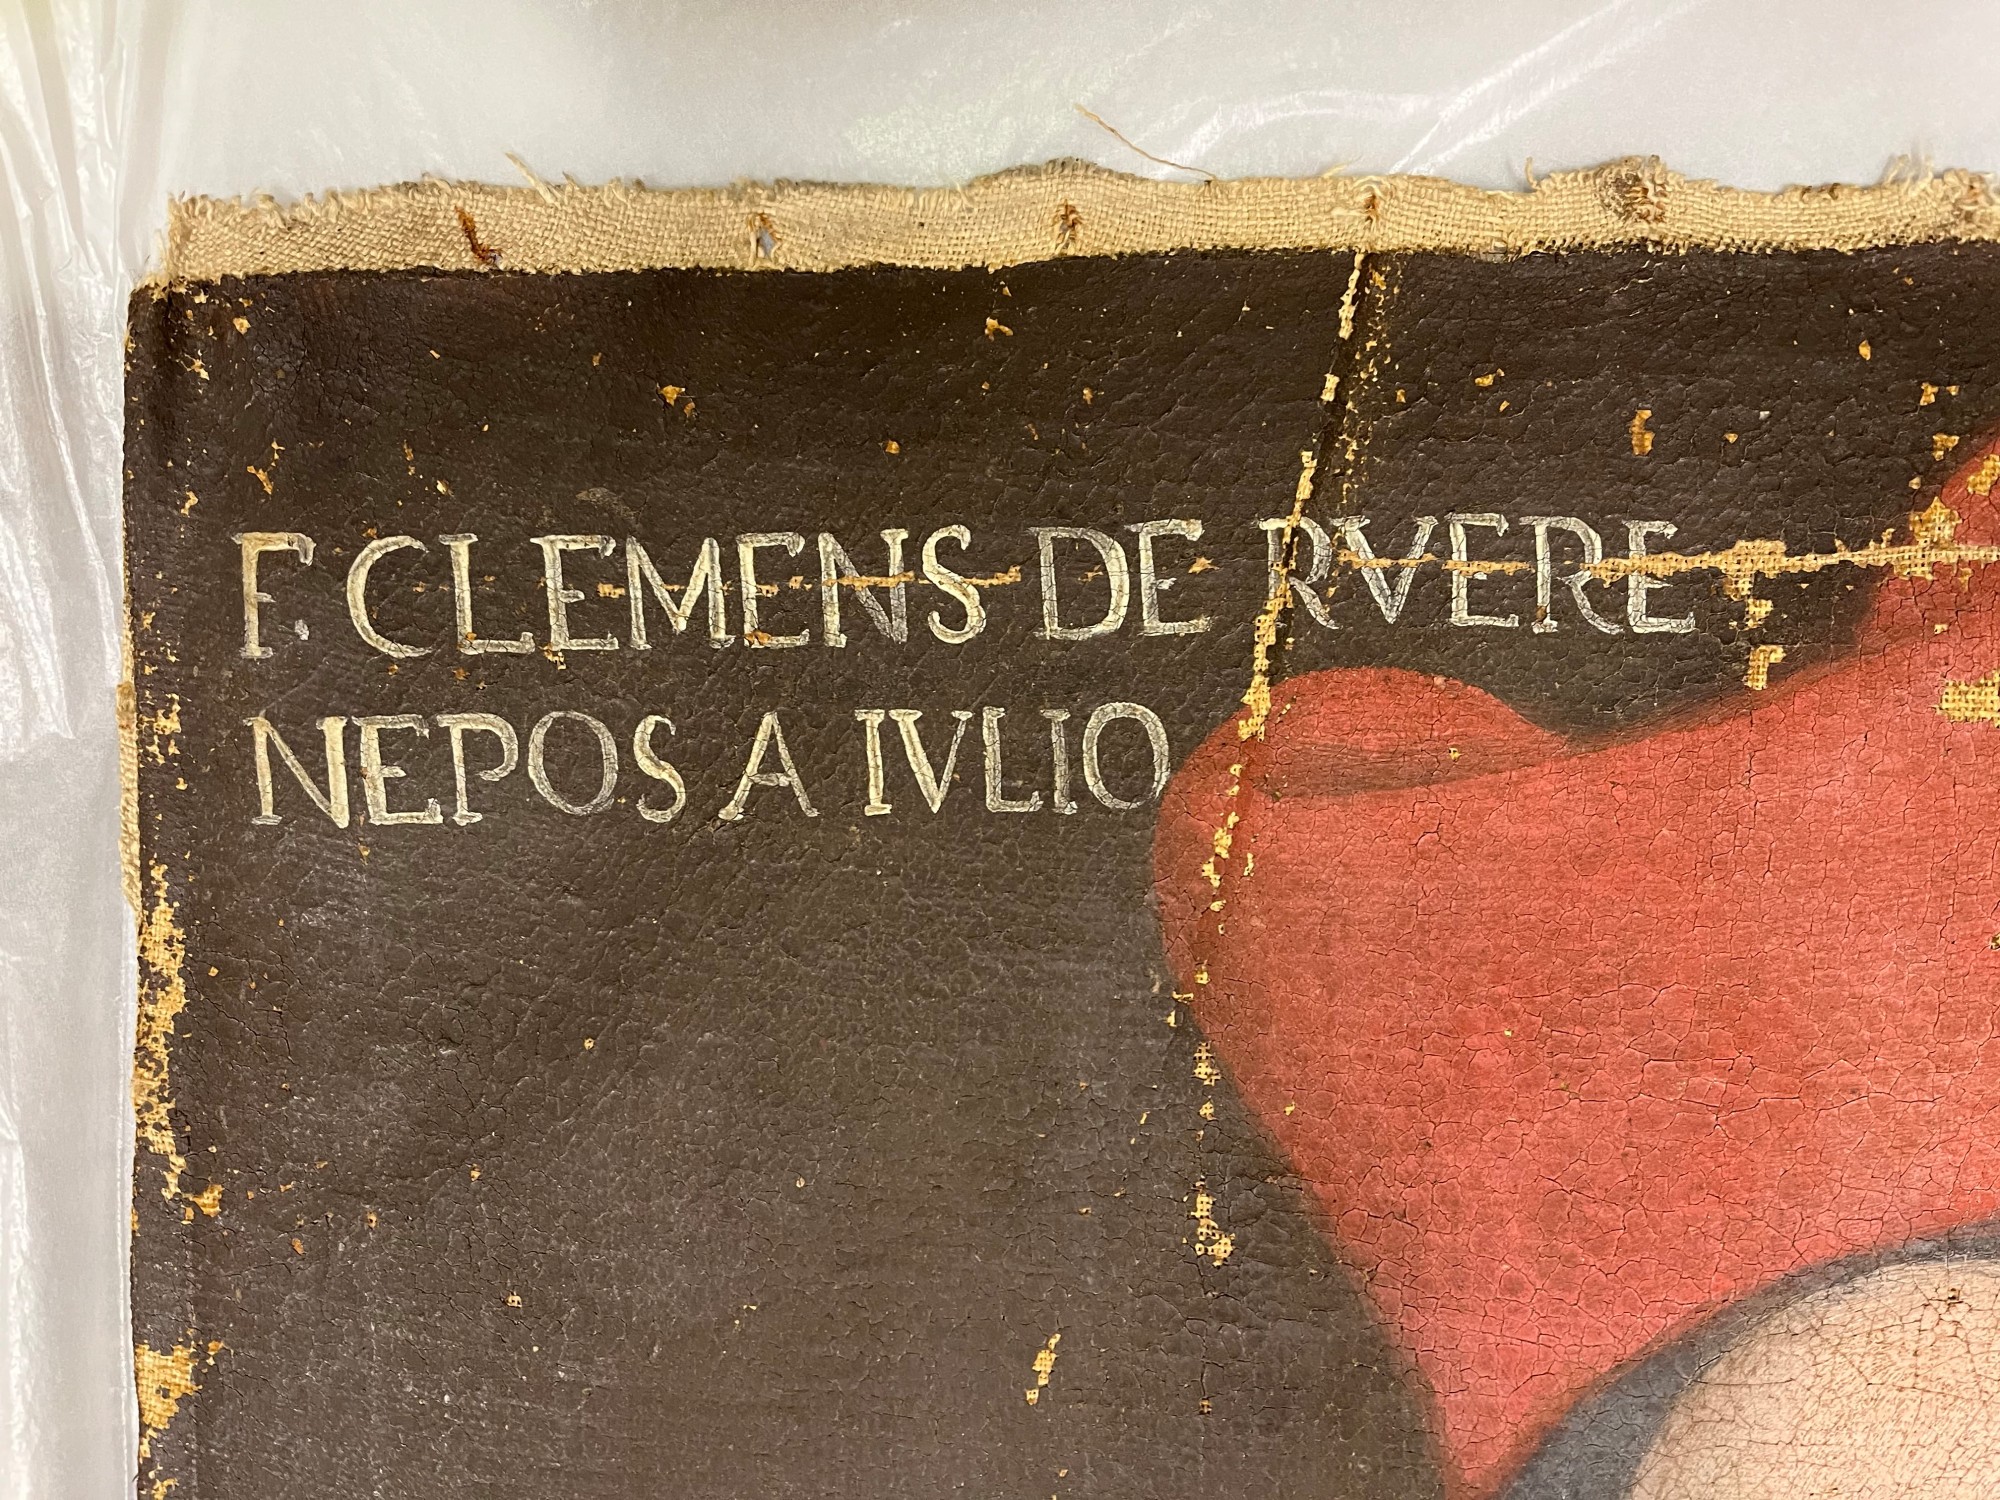 F. CLEMENS DE RVERE
NEPOS A IVLIO